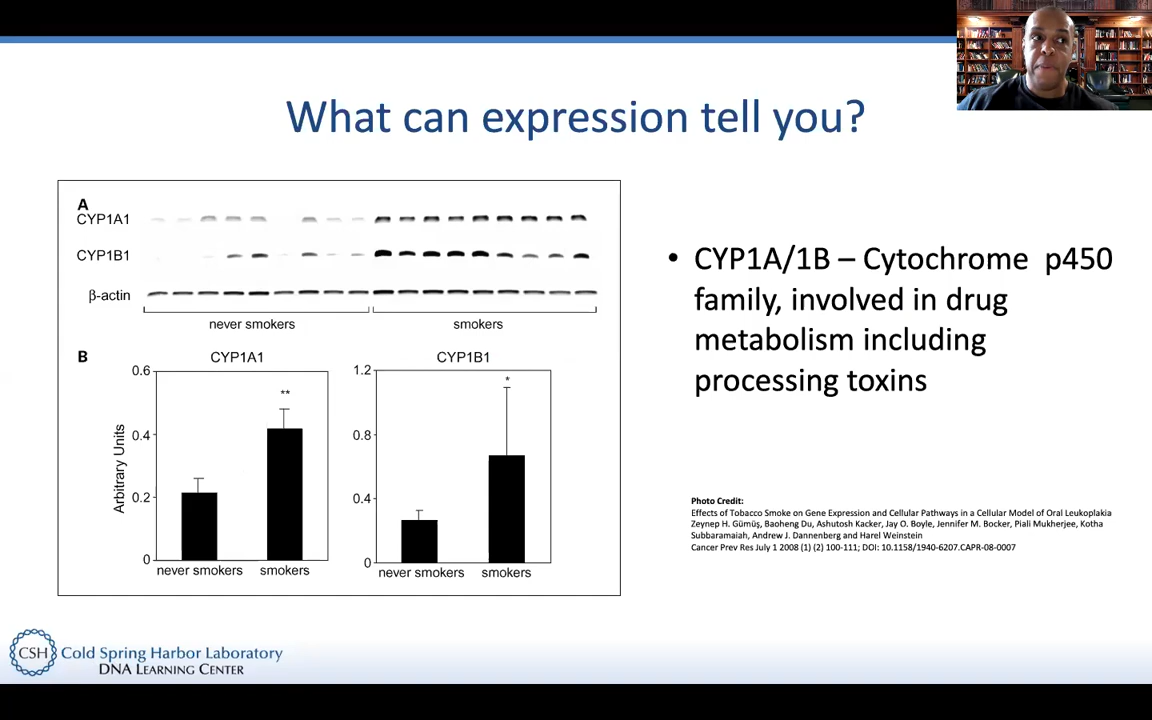 What can expression tell you?
A
CYP1A1
CYP1B1
β-actin
never smokers
smokers
B
CYP1A1
Arbitrary Units
0.6
0.4
0.2
0
**
never smokers
smokers
CYP1B1
1.2
0.8
0.4
0
*
never smokers
smokers
• CYP1A/1B – Cytochrome p450
family, involved in drug
metabolism including
processing toxins
Photo Credit:
Effects of Tobacco Smoke on Gene Expression and Cellular Pathways in a Cellular Model of Oral Leukoplakia
Zeynep H. Gümüş, Baoheng Du, Ashutosh Kacker, Jay O. Boyle, Jennifer M. Bocker, Piali Mukherjee, Kotha
Subbaramaiah, Andrew J. Dannenberg and Harel Weinstein
Cancer Prev Res July 1 2008 (1) (2) 100-111; DOI: 10.1158/1940-6207.CAPR-08-0007
CSH Cold Spring Harbor Laboratory
DNA LEARNING CENTER